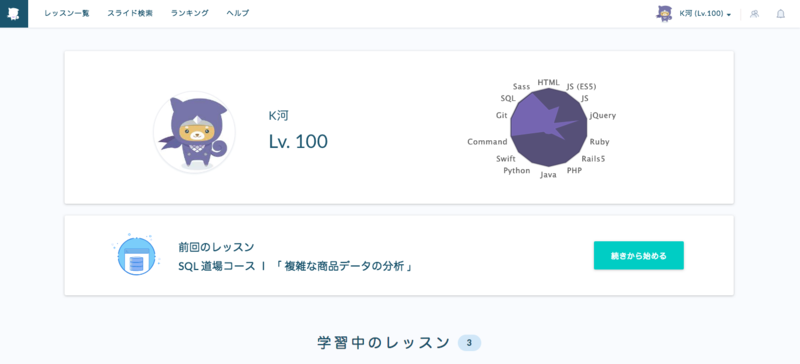 レッスン一覧 スライド検索 ランキング ヘルプ K河 (Lv.100)
K河
Lv. 100
HTML
JS (ES5)
JS
jQuery
Ruby
Rails5
PHP
Java
Python
Swift
Command
Git
SQL
Sass
前回のレッスン
SQL 道場コース Ⅰ 「 複雑な商品データの分析 」
続きから始める
学習中のレッスン 3